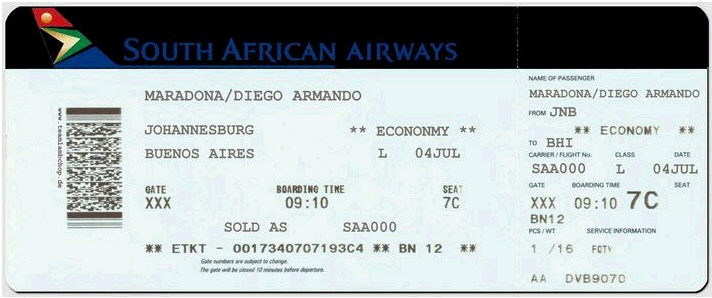 SOUTH AFRICAN AIRWAYS
www.teamlambchop.de
MARADONA/DIEGO ARMANDO
JOHANNESBURG ** ECONONMY **
BUENOS AIRES L 04JUL
GATE BOARDING TIME SEAT
XXX 09:10 7C
SOLD AS SAA000
** ETKT - 0017340707193C4 ** BN 12 **
Gate numbers are subject to change.
The gate will be closed 10 minutes before departure.
NAME OF PASSENGER
MARADONA/DIEGO ARMANDO
FROM JNB
** ECONOMY **
TO BHI
CARRIER / FLIGHT No. CLASS DATE
SAA000 L 04JUL
GATE BOARDING TIME SEAT
XXX 09:10 7C
BN12
PCS / WT SERVICE INFORMATION
1 /16 FQTV
AA DVB9070